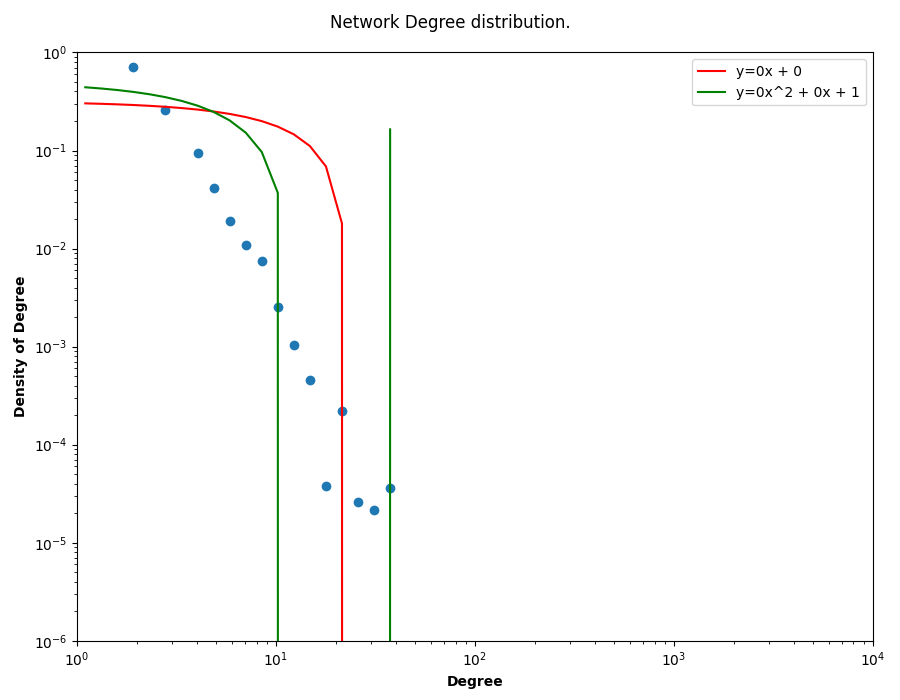 Network Degree distribution.
y=0x + 0
y=0x^2 + 0x + 1
10^0
10^-1
10^-2
10^-3
10^-4
10^-5
10^-6
Density of Degree
10^0 10^1 10^2 10^3 10^4
Degree